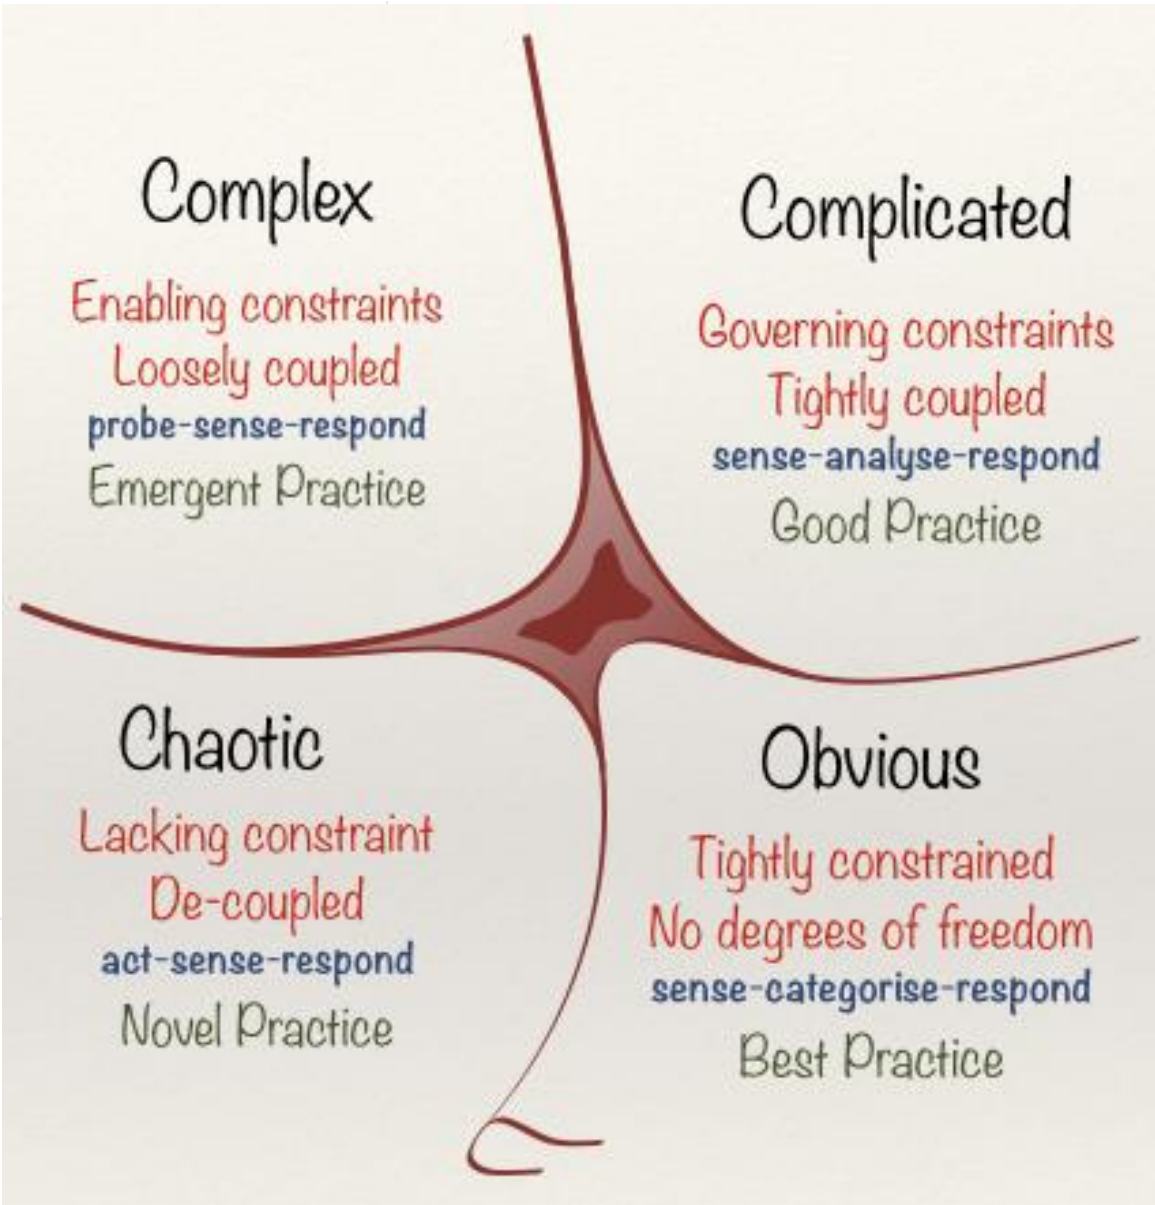 Complex
Enabling constraints
Loosely coupled
probe-sense-respond
Emergent Practice
Complicated
Governing constraints
Tightly coupled
sense-analyse-respond
Good Practice
Chaotic
Lacking constraint
De-coupled
act-sense-respond
Novel Practice
Obvious
Tightly constrained
No degrees of freedom
sense-categorise-respond
Best Practice